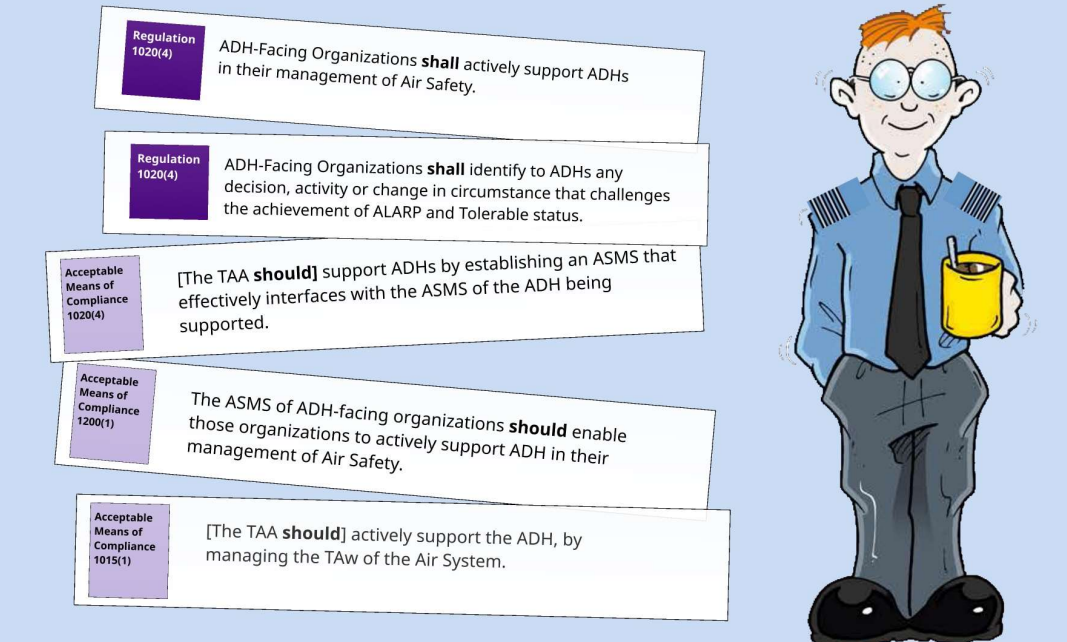 Regulation
1020(4)
ADH-Facing Organizations shall actively support ADHs
in their management of Air Safety.
Regulation
1020(4)
ADH-Facing Organizations shall identify to ADHs any
decision, activity or change in circumstance that challenges
the achievement of ALARP and Tolerable status.
Acceptable
Means of
Compliance
1020(4)
[The TAA should] support ADHs by establishing an ASMS that
effectively interfaces with the ASMS of the ADH being
supported.
Acceptable
Means of
Compliance
1200(1)
The ASMS of ADH-facing organizations should enable
those organizations to actively support ADH in their
management of Air Safety.
Acceptable
Means of
Compliance
1015(1)
[The TAA should] actively support the ADH, by
managing the TAw of the Air System.